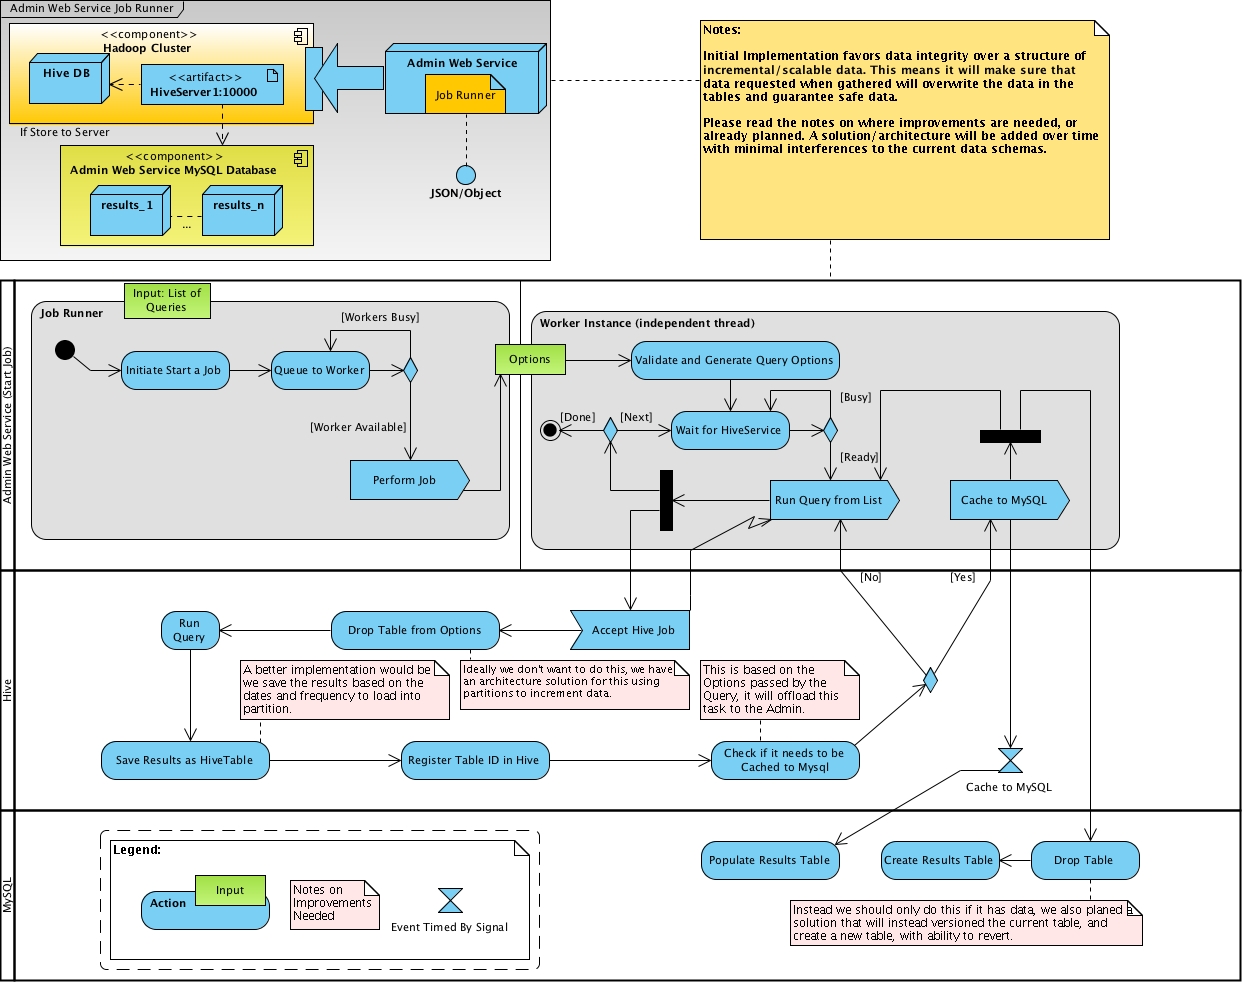 Admin Web Service Job Runner
<<component>>
Hadoop Cluster
Hive DB
<<artifact>>
HiveServer1:10000
Admin Web Service
Job Runner
If Store to Server
<<component>>
Admin Web Service MySQL Database
results_1
...
results_n
JSON/Object
Notes:
Initial Implementation favors data integrity over a structure of
incremental/scalable data. This means it will make sure that
data requested when gathered will overwrite the data in the
tables and guarantee safe data.
Please read the notes on where improvements are needed, or
already planned. A solution/architecture will be added over time
with minimal interferences to the current data schemas.
Admin Web Service (Start Job)
Job Runner
Input: List of
Queries
[Workers Busy]
Initiate Start a Job
Queue to Worker
[Worker Available]
Perform Job
Options
Worker Instance (independent thread)
Validate and Generate Query Options
[Done]
[Next]
Wait for HiveService
[Busy]
[Ready]
Run Query from List
Cache to MySQL
[No]
[Yes]
Hive
Run
Query
Drop Table from Options
Accept Hive Job
A better implementation would be
we save the results based on the
dates and frequency to load into
partition.
Ideally we don't want to do this, we have
an architecture solution for this using
partitions to increment data.
This is based on the
Options passed by the
Query, it will offload this
task to the Admin.
Save Results as HiveTable
Register Table ID in Hive
Check if it needs to be
Cached to Mysql
Cache to MySQL
MySQL
Legend:
Action
Input
Notes on
Improvements
Needed
Event Timed By Signal
Populate Results Table
Create Results Table
Drop Table
Instead we should only do this if it has data, we also planed a
solution that will instead versioned the current table, and
create a new table, with ability to revert.